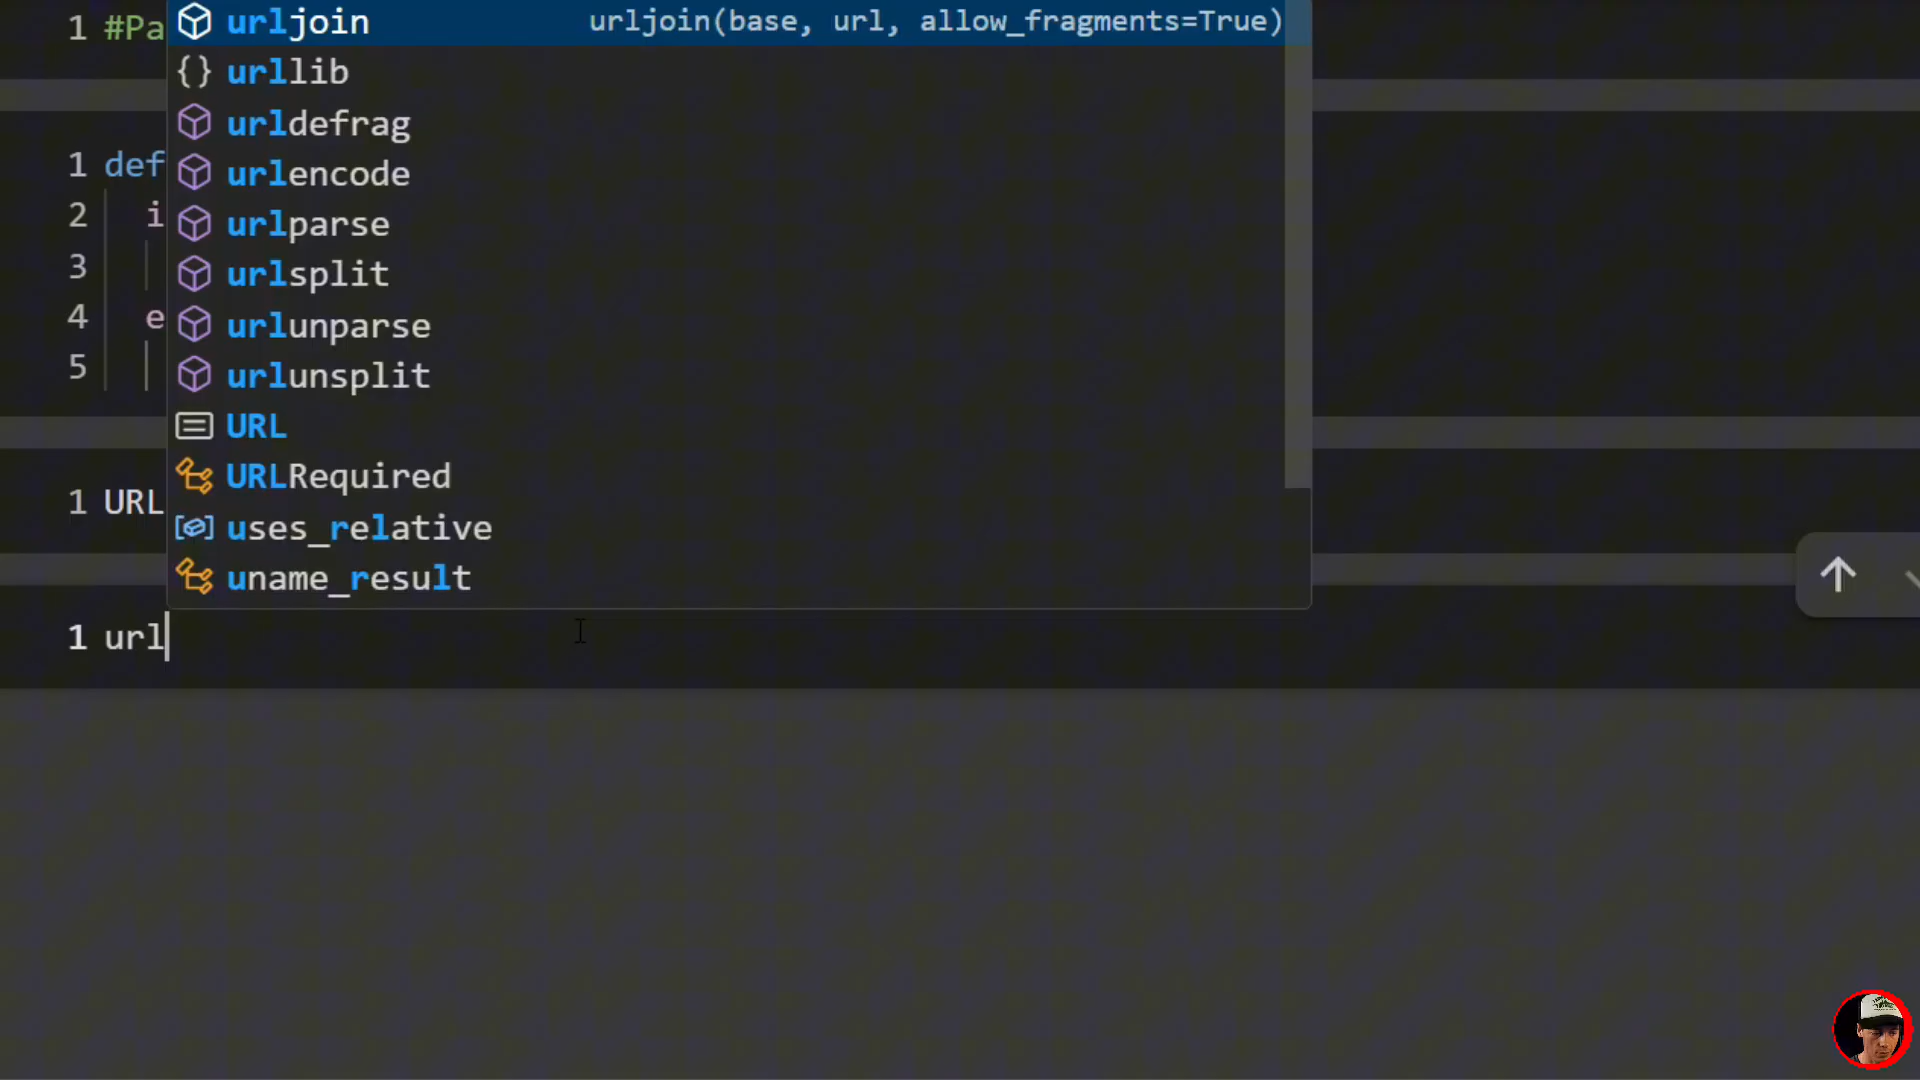 1 #Pa
urljoin urljoin(base, url, allow_fragments=True)
urllib
urldefrag
1 def
urlencode
2 i
urlparse
3
urlsplit
4 e
urlunparse
5
urlunsplit
URL
URLRequired
1 URL
uses_relative
uname_result
1 url